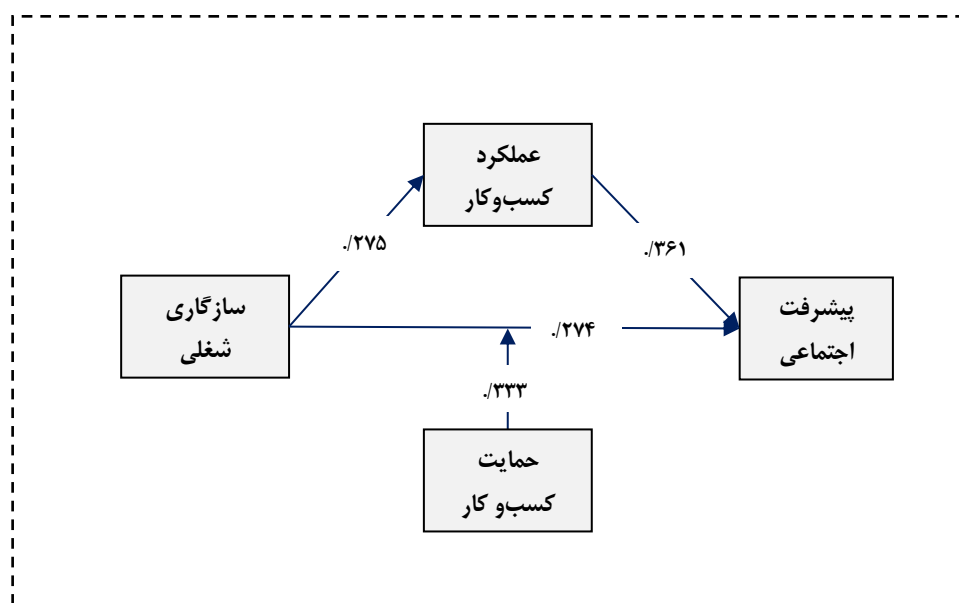 عملکرد
کسب‌وکار
./۲۷۵
./۳۶۱
سازگاری
شغلی
./۲۷۴
پیشرفت
اجتماعی
./۳۳۳
حمایت
کسب‌و کار